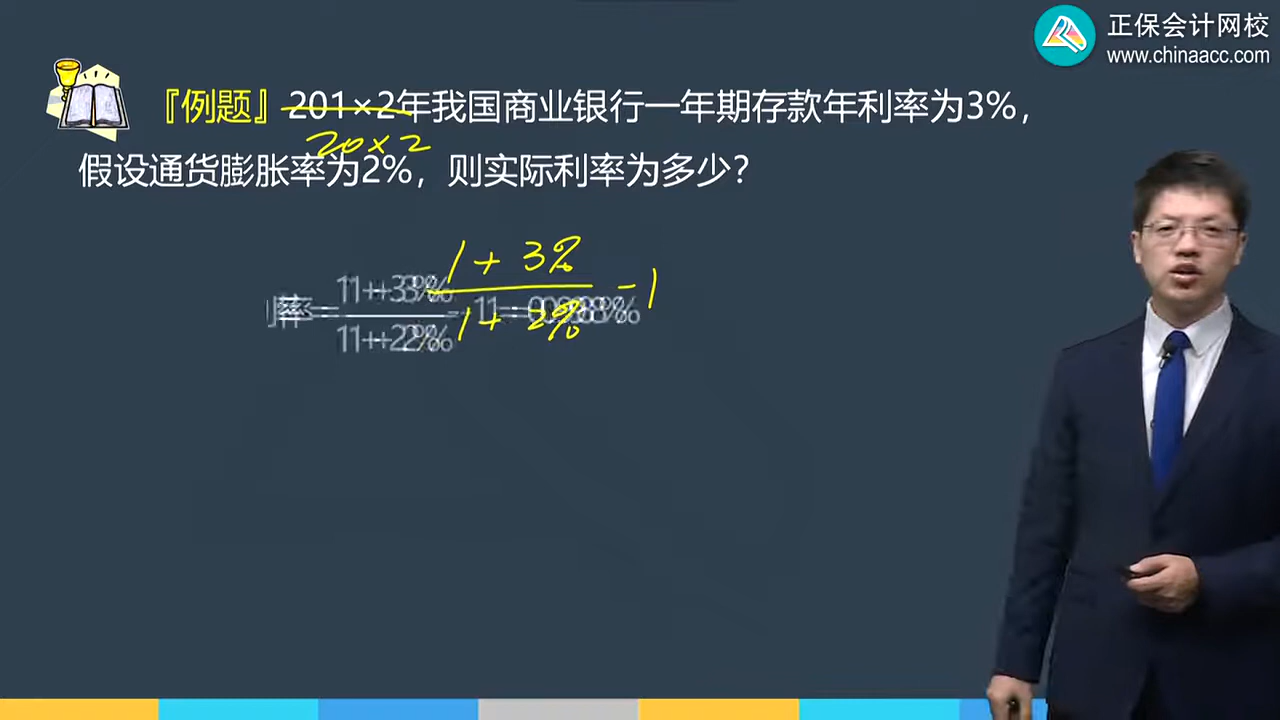 正保会计网校
www.chinaacc.com
『例题』201×2年我国商业银行一年期存款年利率为3%，
20×2
假设通货膨胀率为2%，则实际利率为多少？
1+3%
1+2%
-1